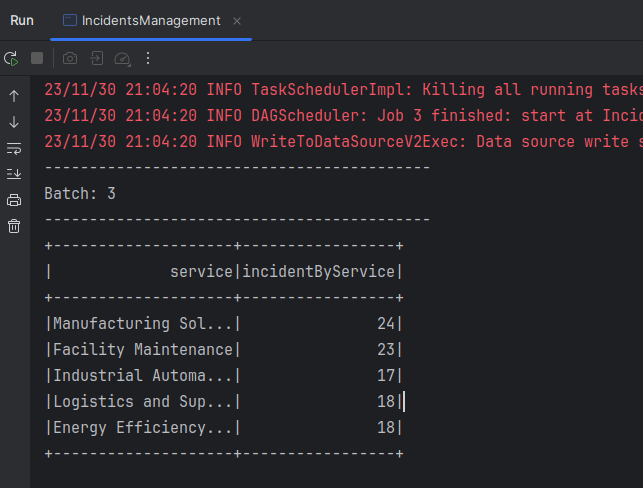 Run IncidentsManagement
23/11/30 21:04:20 INFO TaskSchedulerImpl: Killing all running tasks
23/11/30 21:04:20 INFO DAGScheduler: Job 3 finished: start at Incid
23/11/30 21:04:20 INFO WriteToDataSourceV2Exec: Data source write s
-------------------------------------------
Batch: 3
-------------------------------------------
+--------------------+-----------------+
|             service|incidentByService|
+--------------------+-----------------+
|Manufacturing Sol...|               24|
|Facility Maintenance|               23|
|Industrial Automa...|               17|
|Logistics and Sup...|               18|
|Energy Efficiency...|               18|
+--------------------+-----------------+